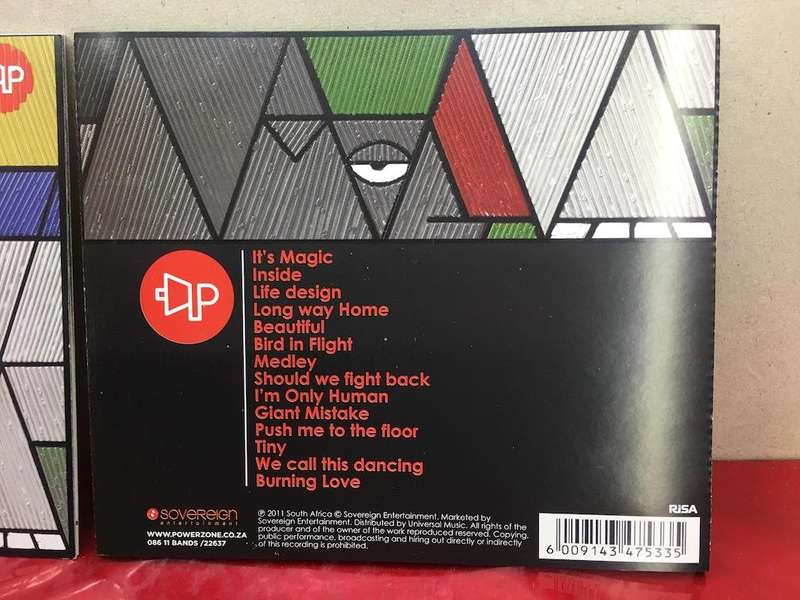 It's Magic
Inside
Life design
Long way Home
Beautiful
Bird in Flight
Medley
Should we fight back
I'm Only Human
Giant Mistake
Push me to the floor
Tiny
We call this dancing
Burning Love
sovereign
entertainment
WWW.POWERZONE.CO.ZA
086 11 BANDS /22637
℗ 2011 South Africa © Sovereign Entertainment. Marketed by
Sovereign Entertainment. Distributed by Universal Music. All rights of the
producer and of the owner of the work reproduced reserved. Copying,
public performance, broadcasting and hiring out directly or indirectly
of this recording is prohibited.
RiSA
6 009143 475335